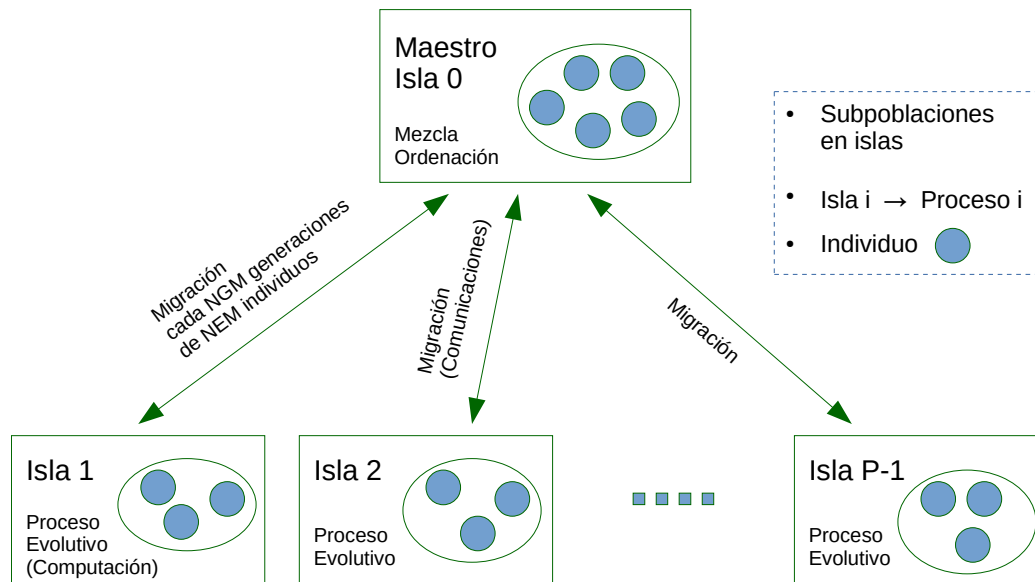 Maestro
Isla 0
Mezcla
Ordenación
• Subpoblaciones
en islas
• Isla i → Proceso i
• Individuo
Migración
cada NGM generaciones
de NEM individuos
Migración
(Comunicaciones)
Migración
Isla 1
Proceso
Evolutivo
(Computación)
Isla 2
Proceso
Evolutivo
Isla P-1
Proceso
Evolutivo